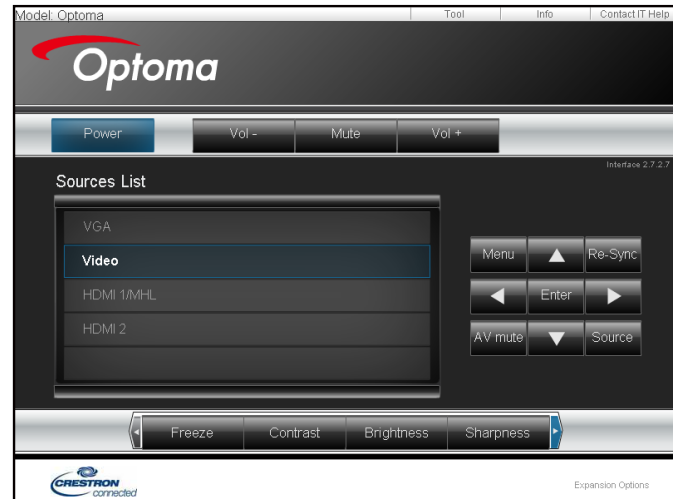 Model: Optoma
Tool Info Contact IT Help
Optoma
Power Vol - Mute Vol +
Interface 2.7.2.7
Sources List
VGA
Video
HDMI 1/MHL
HDMI 2
Menu Re-Sync
Enter
AV mute Source
Freeze Contrast Brightness Sharpness
CRESTRON
connected
Expansion Options